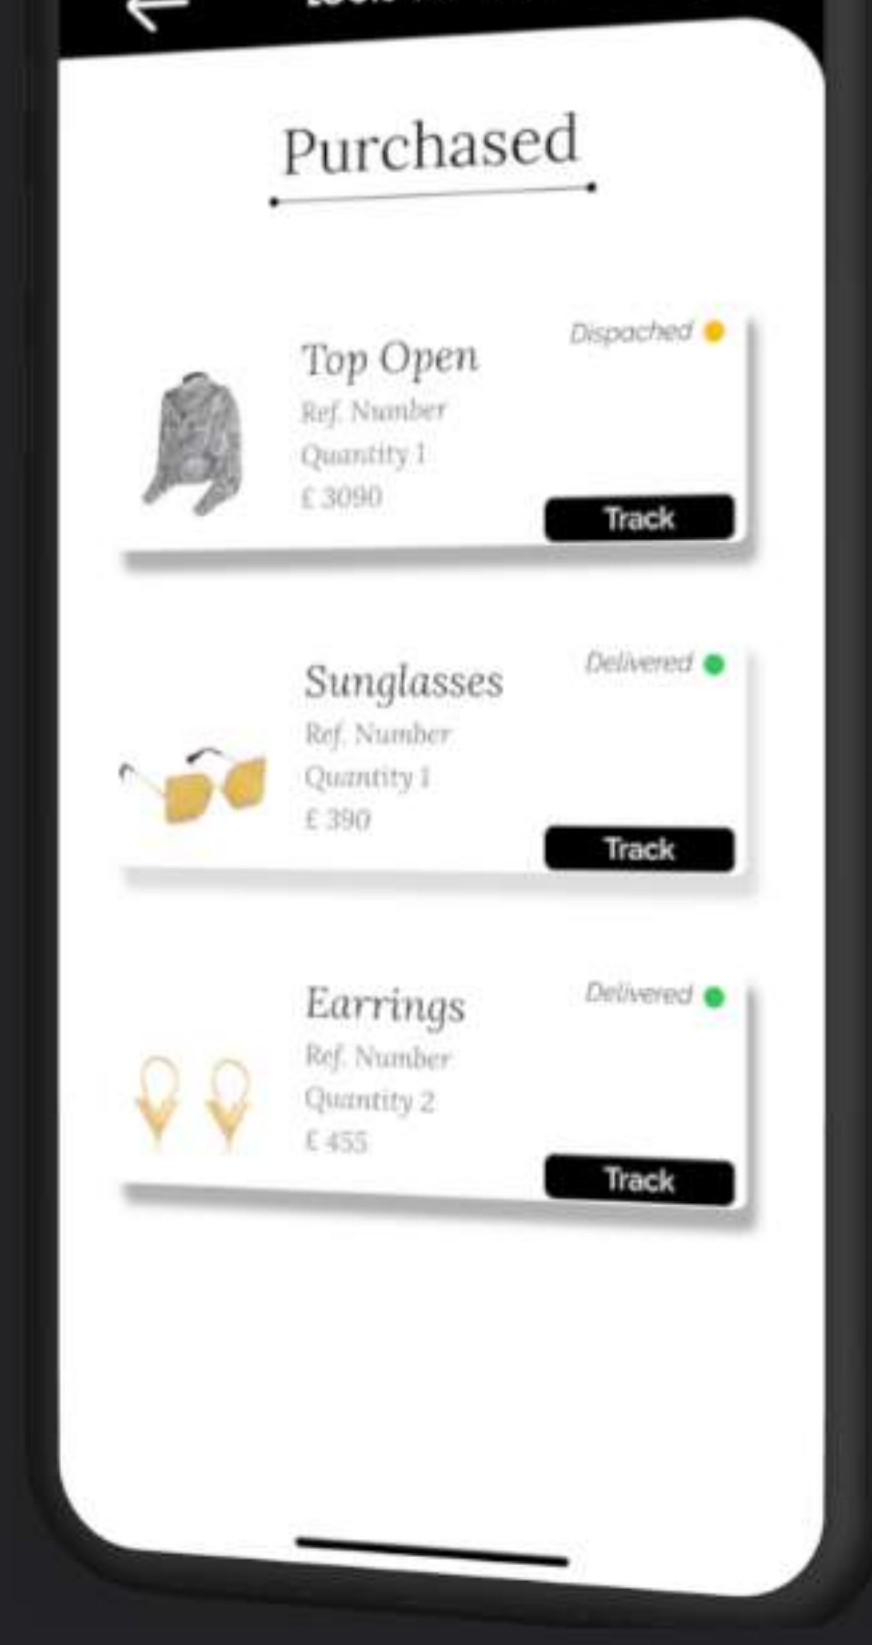 Purchased
Dispached
Top Open
Ref. Number
Quantity 1
£ 3090
Track
Delivered
Sunglasses
Ref. Number
Quantity 1
£ 390
Track
Delivered
Earrings
Ref. Number
Quantity 2
£ 455
Track